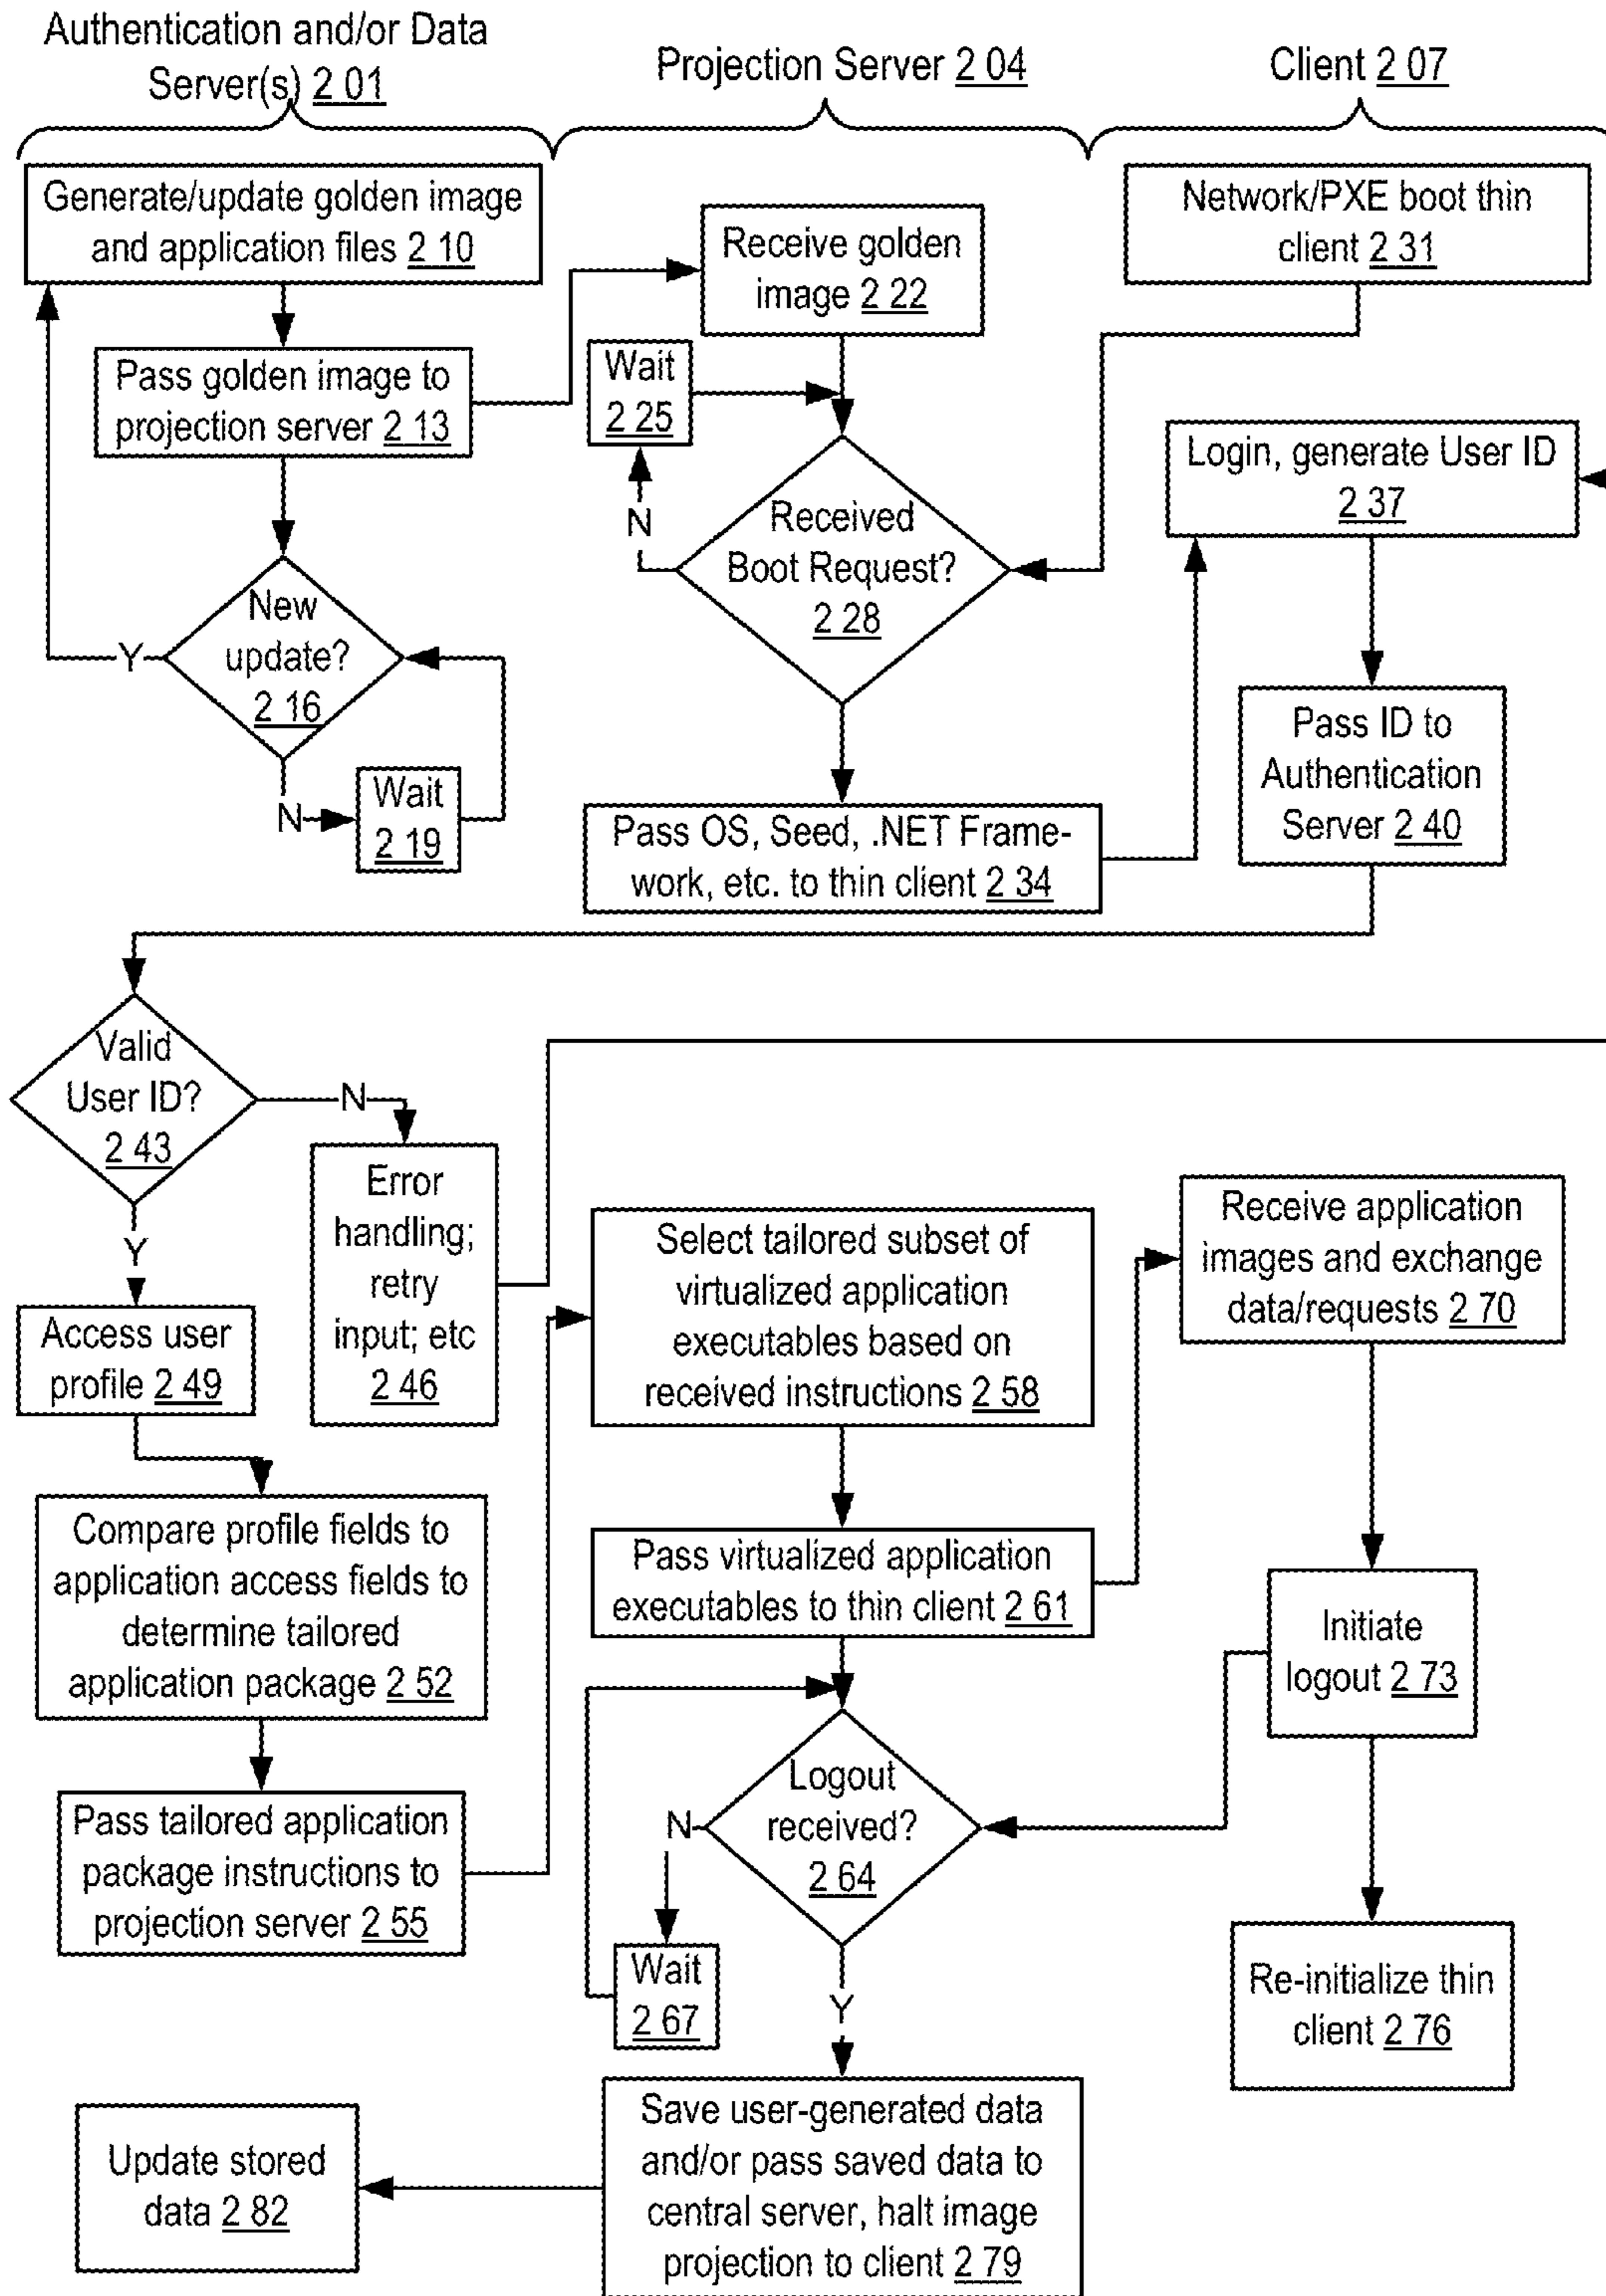 Authentication and/or Data
Server(s) 2 01
Projection Server 2 04
Client 2 07
Generate/update golden image
and application files 2 10
Receive golden
image 2 22
Network/PXE boot thin
client 2 31
Pass golden image to
projection server 2 13
Wait
2 25
Login, generate User ID
2 37
N
Received
Boot Request?
2 28
New
update?
2 16
Y
N
Wait
2 19
Pass ID to
Authentication
Server 2 40
Pass OS, Seed, .NET Frame-
work, etc. to thin client 2 34
Valid
User ID?
2 43
N
Y
Error
handling;
retry
input; etc
2 46
Access user
profile 2 49
Select tailored subset of
virtualized application
executables based on
received instructions 2 58
Receive application
images and exchange
data/requests 2 70
Compare profile fields to
application access fields to
determine tailored
application package 2 52
Pass virtualized application
executables to thin client 2 61
Initiate
logout 2 73
Pass tailored application
package instructions to
projection server 2 55
Logout
received?
2 64
N
Wait
2 67
Y
Re-initialize thin
client 2 76
Save user-generated data
and/or pass saved data to
central server, halt image
projection to client 2 79
Update stored
data 2 82